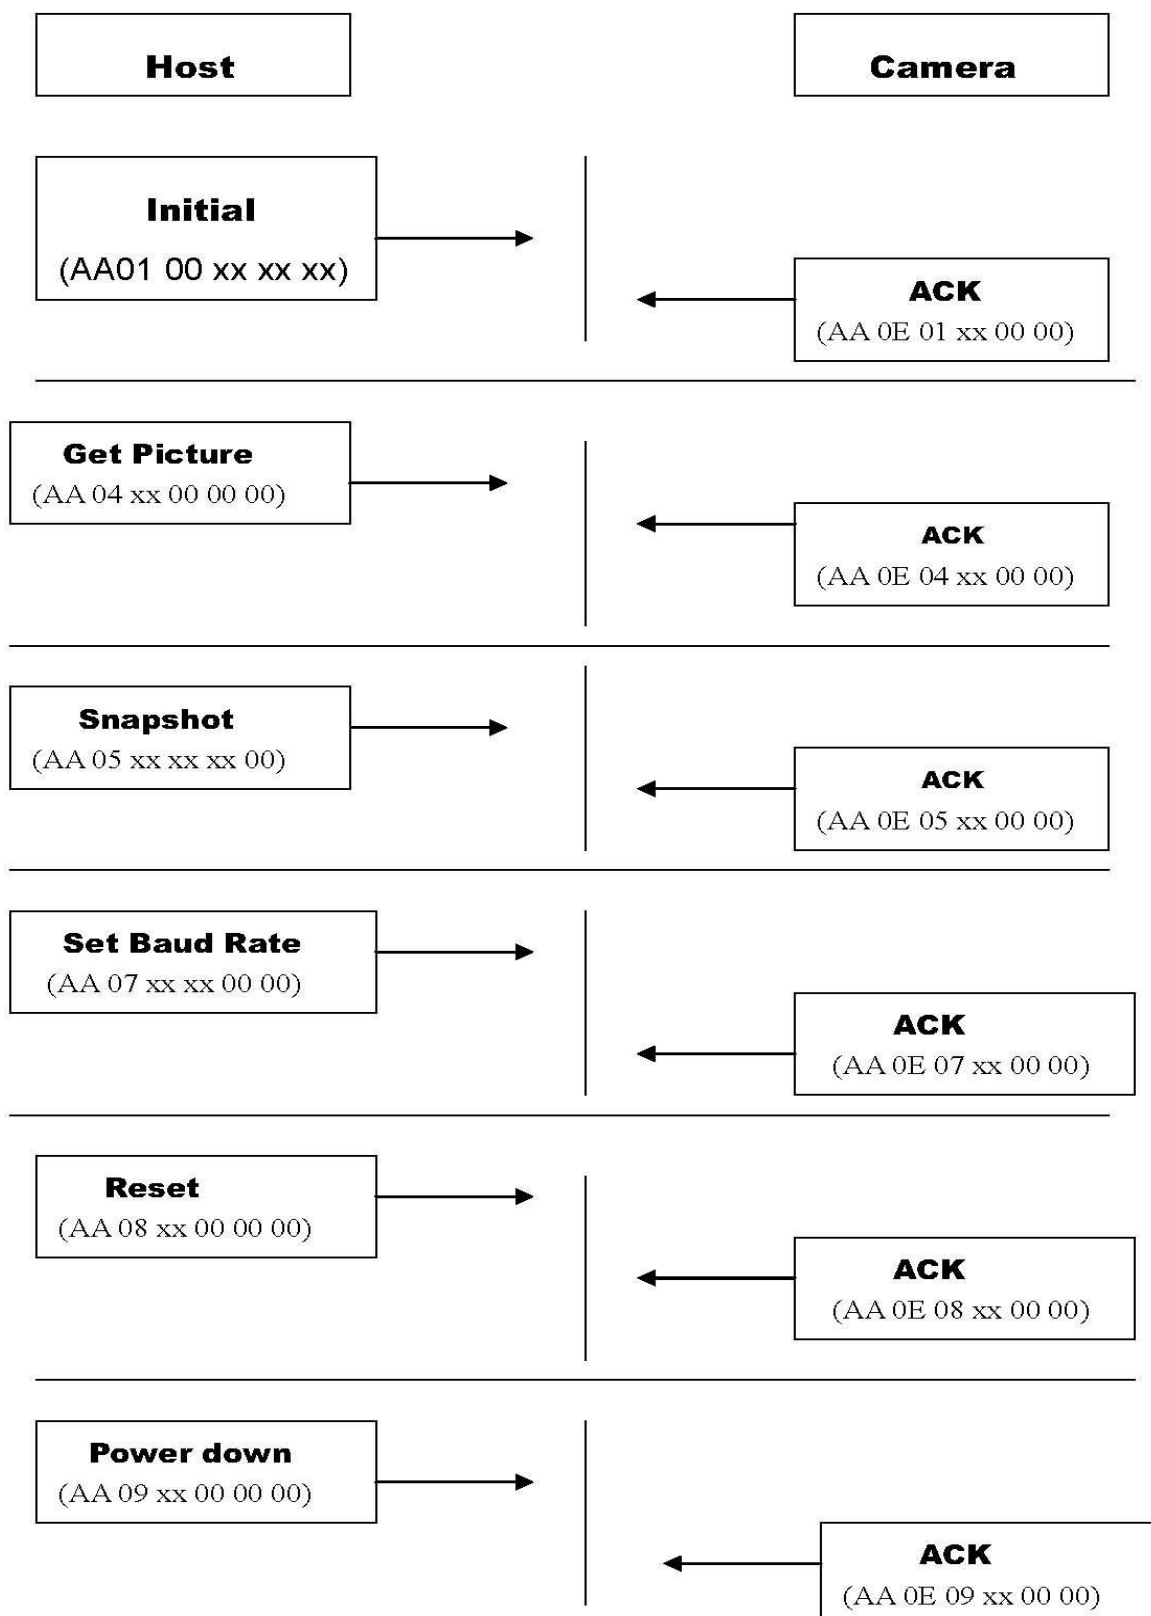 Host
Camera
Initial
(AA01 00 xx xx xx)
ACK
(AA 0E 01 xx 00 00)
Get Picture
(AA 04 xx 00 00 00)
ACK
(AA 0E 04 xx 00 00)
Snapshot
(AA 05 xx xx xx 00)
ACK
(AA 0E 05 xx 00 00)
Set Baud Rate
(AA 07 xx xx 00 00)
ACK
(AA 0E 07 xx 00 00)
Reset
(AA 08 xx 00 00 00)
ACK
(AA 0E 08 xx 00 00)
Power down
(AA 09 xx 00 00 00)
ACK
(AA 0E 09 xx 00 00)